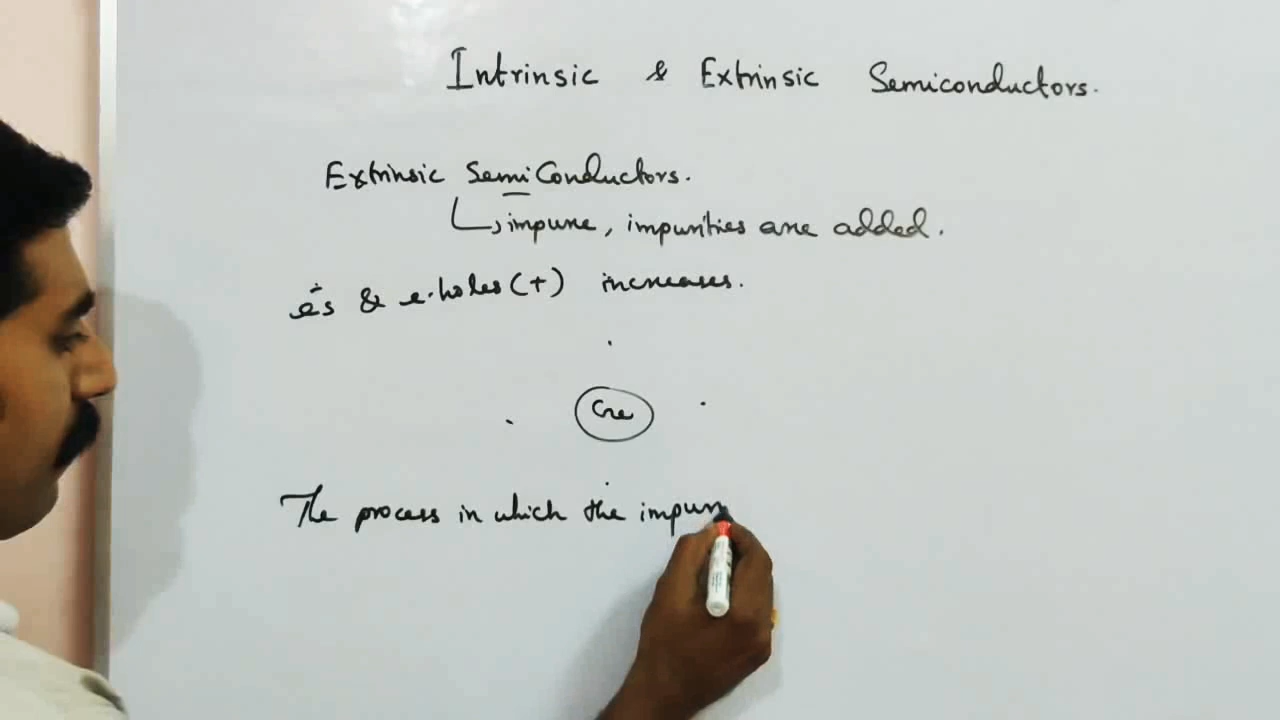 Intrinsic & Extrinsic Semiconductors.
Extrinsic SemiConductors.
↳ impure, impurities are added.
e̅s & e·holes (+) increases.
Ge
The process in which the impur